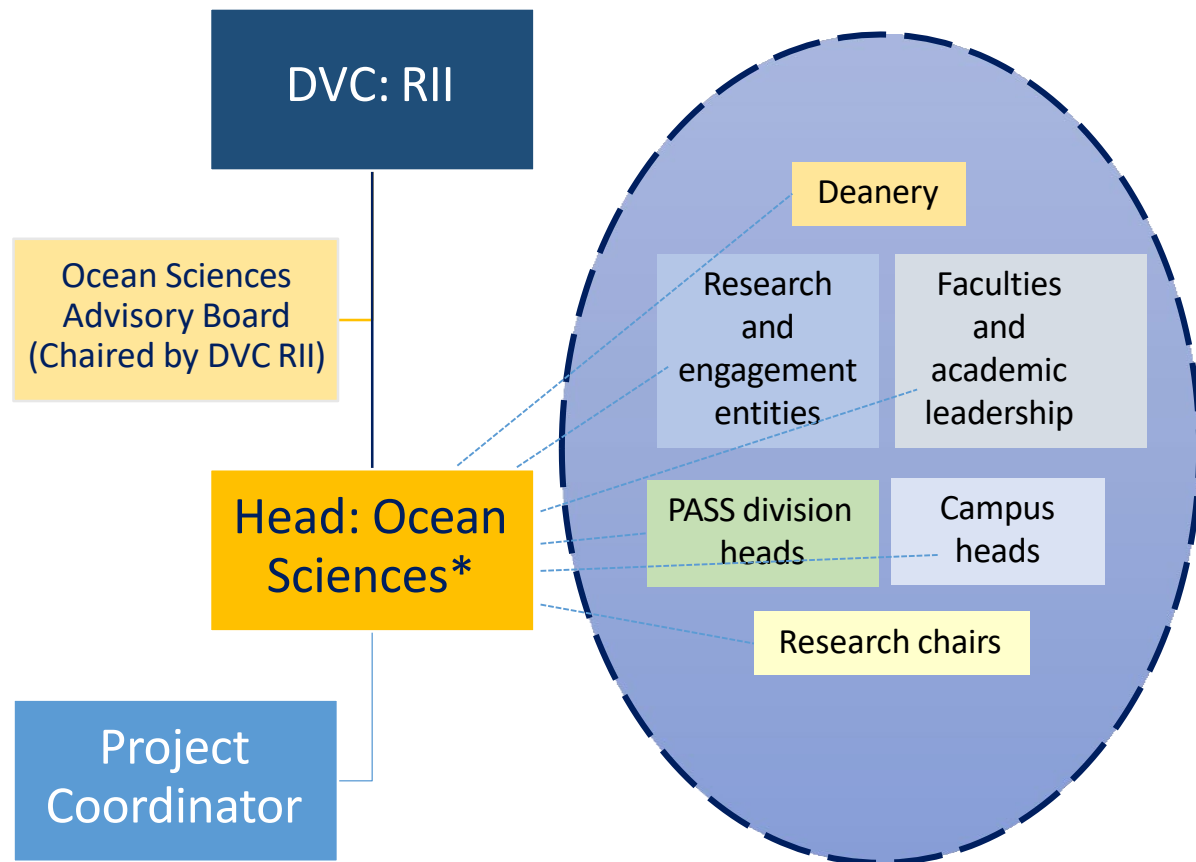 DVC: RII
Ocean Sciences
Advisory Board
(Chaired by DVC RII)
Head: Ocean
Sciences*
Project
Coordinator
Deanery
Research
and
engagement
entities
Faculties
and
academic
leadership
PASS division
heads
Campus
heads
Research chairs